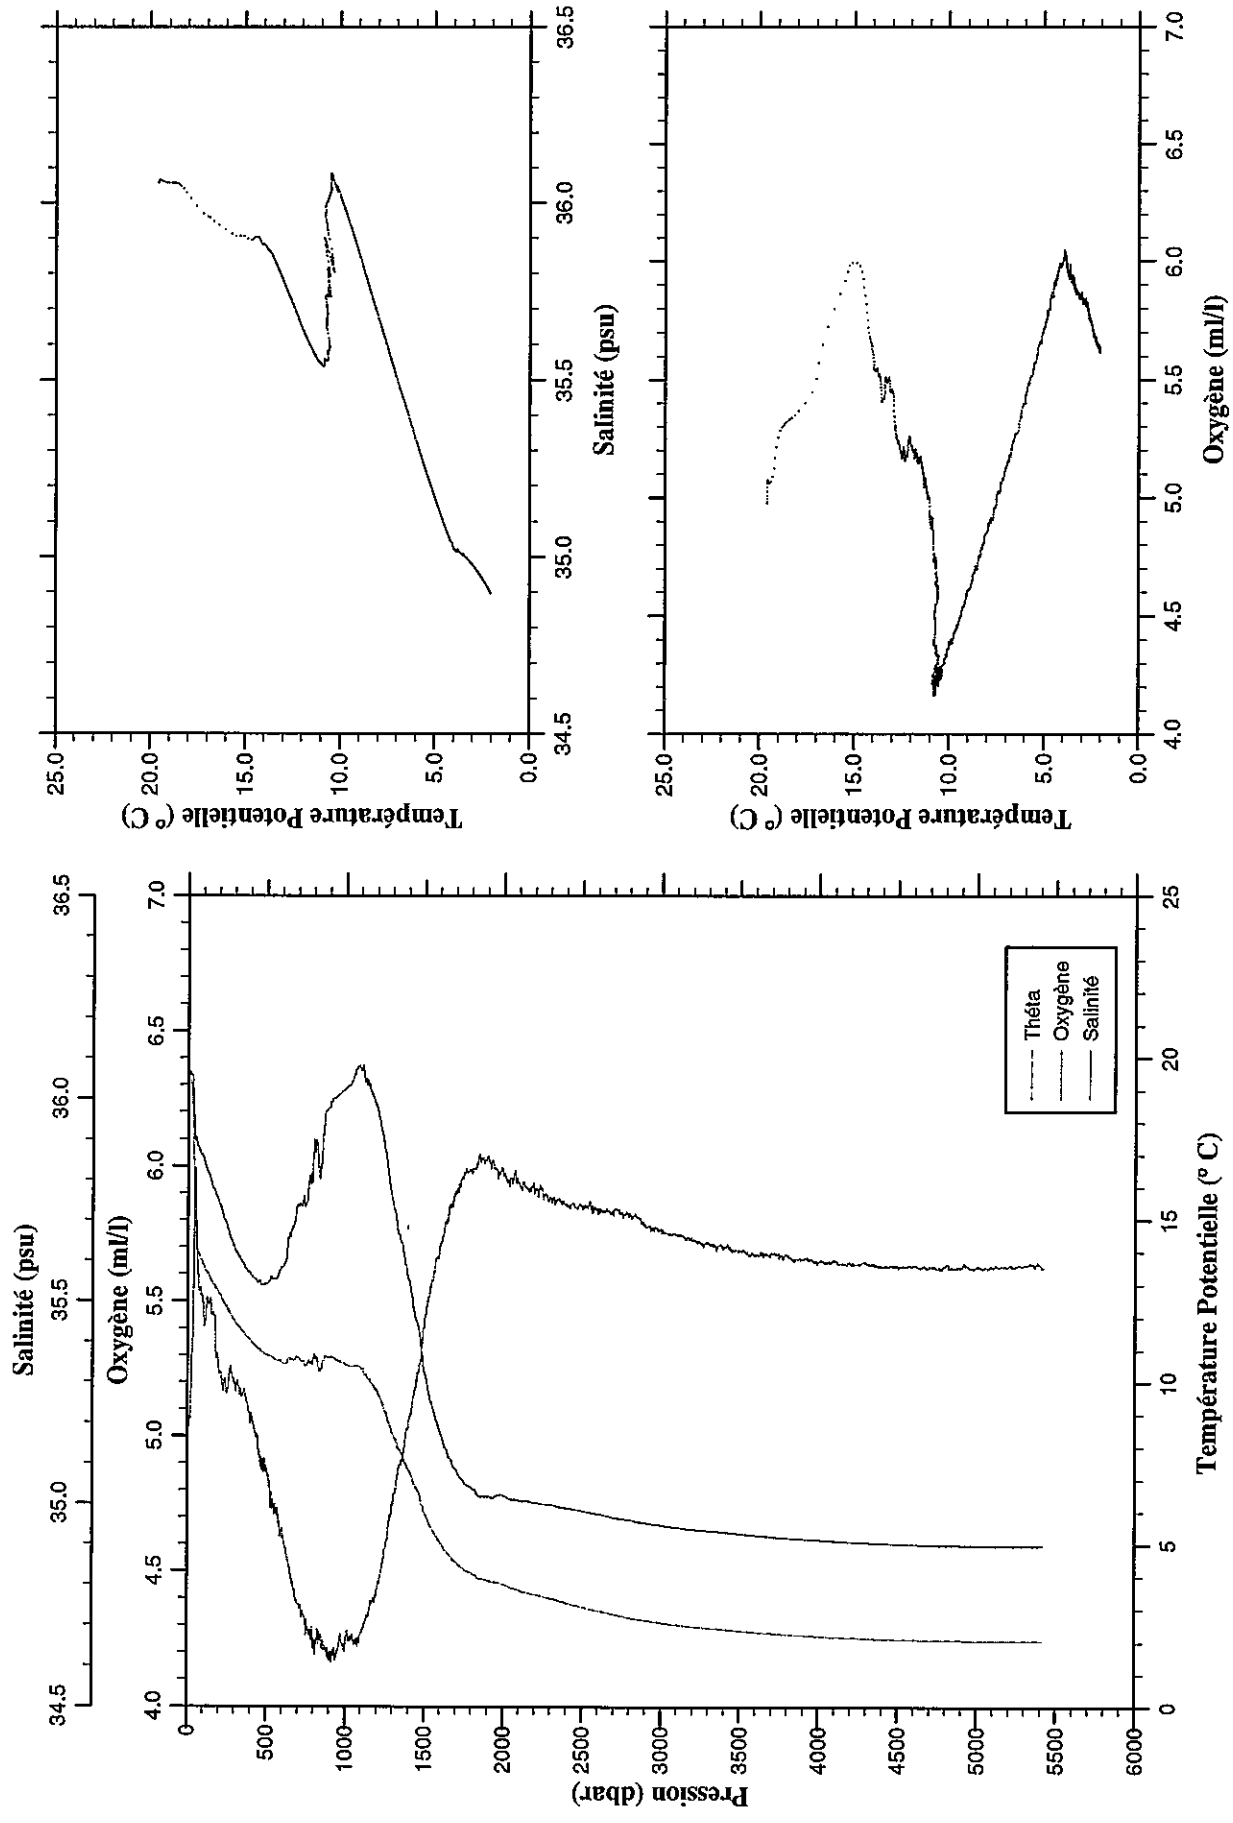 Salinité (psu)
34.5 35.0 35.5 36.0 36.5
Oxygène (ml/l)
4.0 4.5 5.0 5.5 6.0 6.5 7.0
Pression (dbar)
0
500
1000
1500
2000
2500
3000
3500
4000
4500
5000
5500
6000
Théta
Oxygène
Salinité
0 5 10 15 20 25
Température Potentielle (° C)
Température Potentielle (° C)
25.0
20.0
15.0
10.0
5.0
0.0
34.5 35.0 35.5 36.0 36.5
Salinité (psu)
Température Potentielle (° C)
25.0
20.0
15.0
10.0
5.0
0.0
4.0 4.5 5.0 5.5 6.0 6.5 7.0
Oxygène (ml/l)